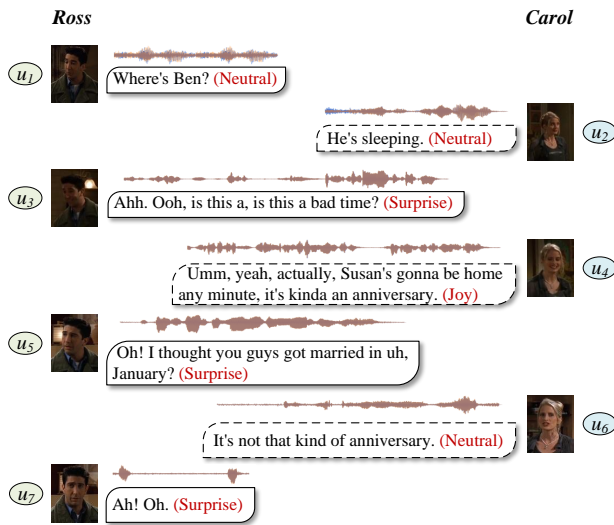 Ross
Carol
u1
Where's Ben? (Neutral)
He's sleeping. (Neutral)
u2
u3
Ahh. Ooh, is this a, is this a bad time? (Surprise)
Umm, yeah, actually, Susan's gonna be home
any minute, it's kinda an anniversary. (Joy)
u4
u5
Oh! I thought you guys got married in uh,
January? (Surprise)
It's not that kind of anniversary. (Neutral)
u6
u7
Ah! Oh. (Surprise)